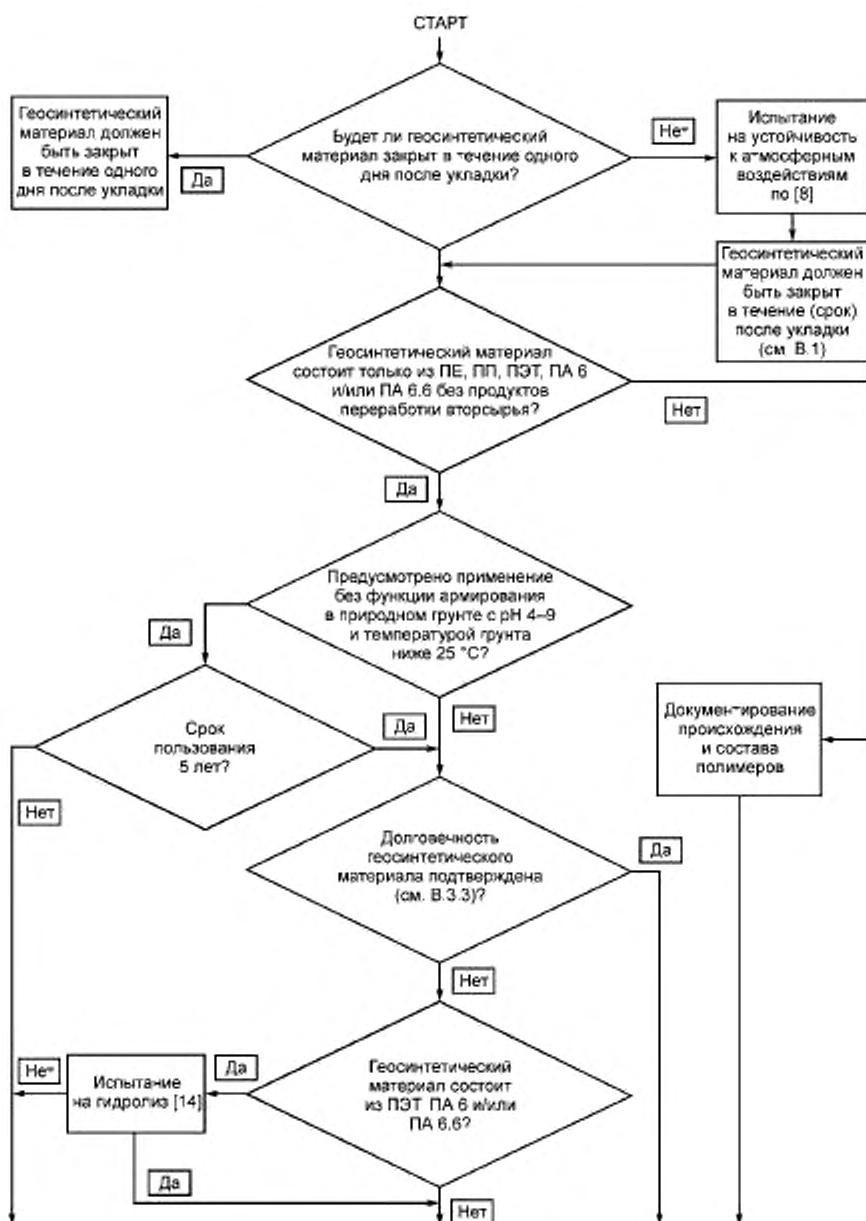 СТАРТ
Геосинтетический
материал должен
быть закрыт
в течение одного
дня после укладки
Да
Будет ли геосинтетический
материал закрыт в течение одного
дня после укладки?
Нет
Испытание
на устойчивость
к атмосферным
воздействиям
по [8]
Геосинтетический
материал должен
быть закрыт
в течение (срок)
после укладки
(см. В.1)
Геосинтетический материал
состоит только из ПЕ, ПП, ПЭТ, ПА 6
и/или ПА 6.6 без продуктов
переработки вторсырья?
Нет
Да
Предусмотрено применение
без функции армирования
в природном грунте с pH 4–9
и температурой грунта
ниже 25 °С?
Да
Нет
Срок
пользования
5 лет?
Да
Нет
Документирование
происхождения
и состава
полимеров
Долговечность
геосинтетического
материала подтверждена
(см. В.3.3)?
Да
Нет
Геосинтетический
материал состоит
из ПЭТ ПА 6 и/или
ПА 6.6?
Да
Испытание
на гидролиз [14]
Нет
Да
Нет